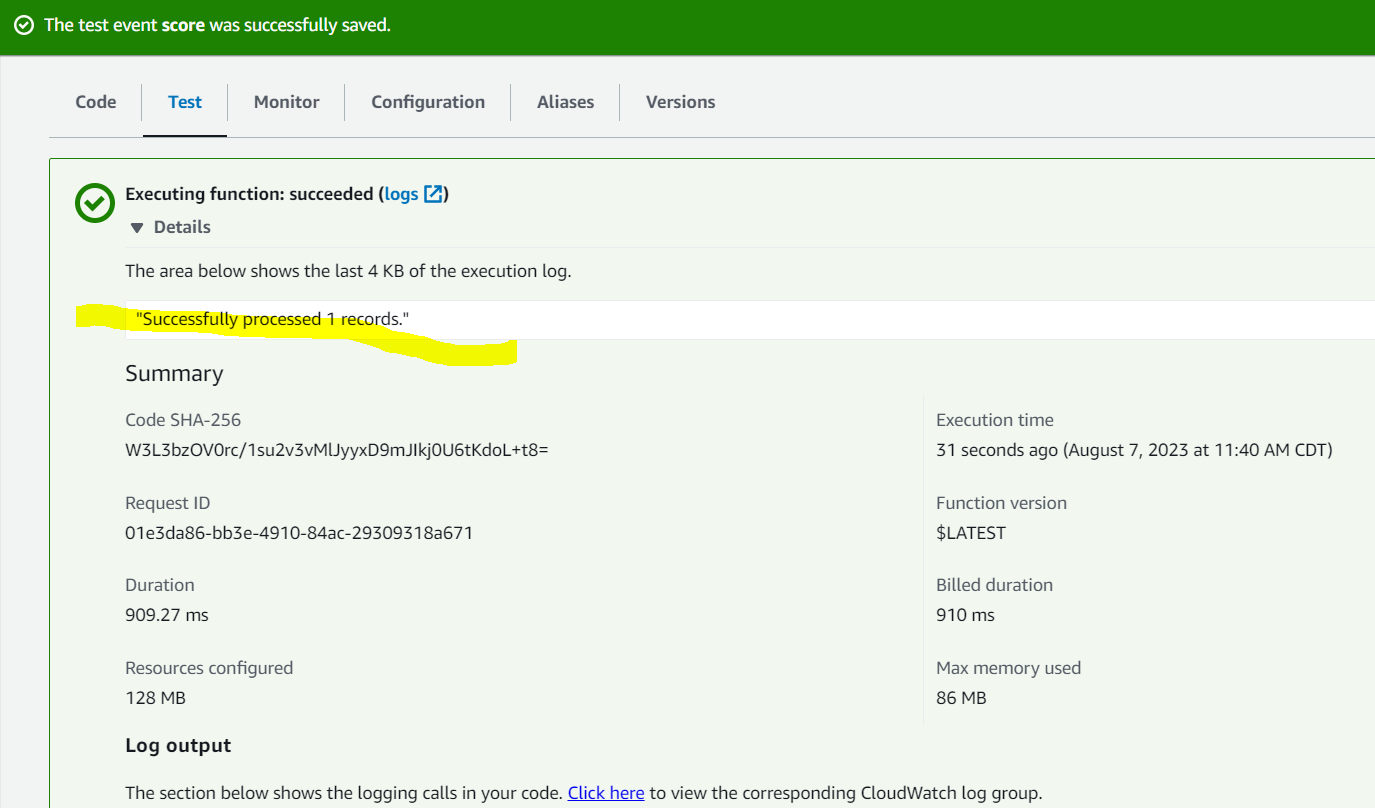 The test event score was successfully saved.
Code Test Monitor Configuration Aliases Versions
Executing function: succeeded (logs)
Details
The area below shows the last 4 KB of the execution log.
"Successfully processed 1 records."
Summary
Code SHA-256
W3L3bzOV0rc/1su2v3vMlJyyxD9mJIkj0U6tKdoL+t8=
Execution time
31 seconds ago (August 7, 2023 at 11:40 AM CDT)
Request ID
01e3da86-bb3e-4910-84ac-29309318a671
Function version
$LATEST
Duration
909.27 ms
Billed duration
910 ms
Resources configured
128 MB
Max memory used
86 MB
Log output
The section below shows the logging calls in your code. Click here to view the corresponding CloudWatch log group.